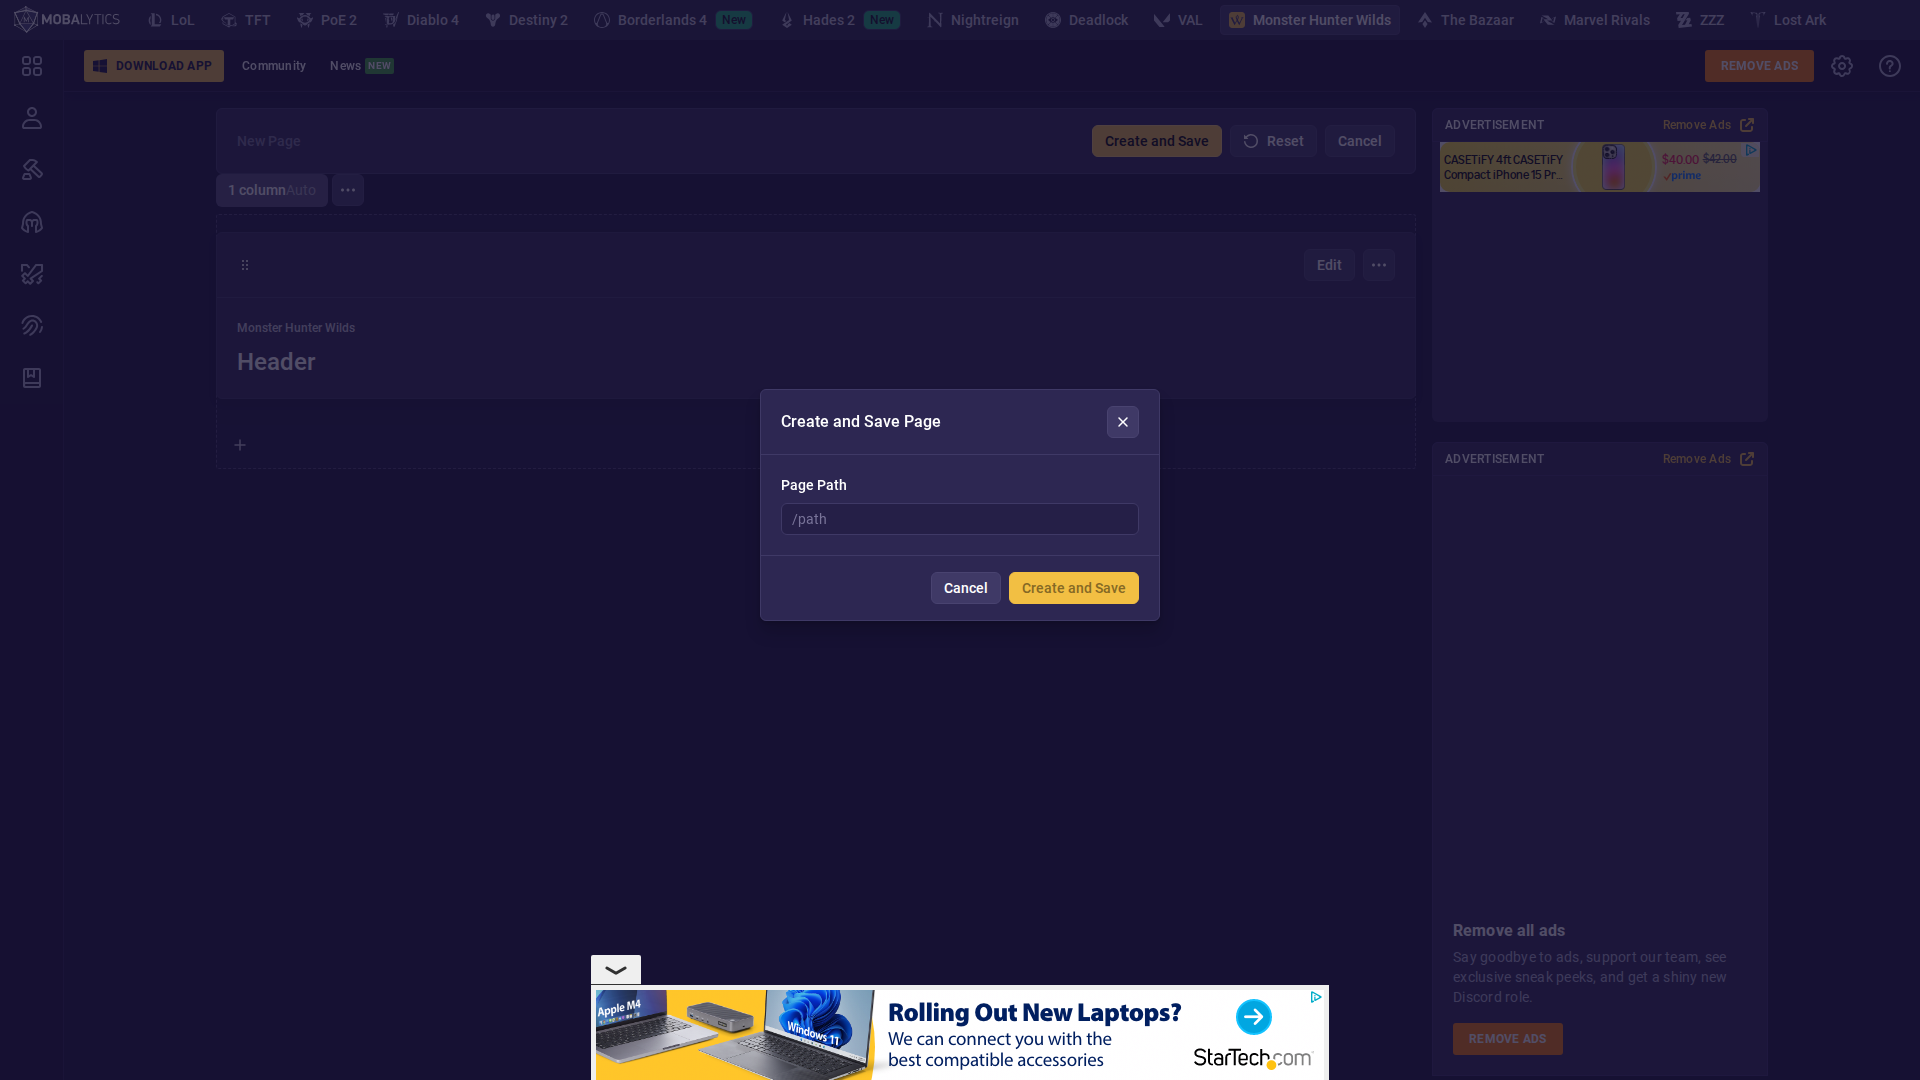 MOBALYTICS
LoL
TFT
PoE 2
Diablo 4
Destiny 2
Borderlands 4 New
Hades 2 New
Nightreign
Deadlock
VAL
Monster Hunter Wilds
The Bazaar
Marvel Rivals
ZZZ
Lost Ark
DOWNLOAD APP
Community
News NEW
REMOVE ADS
New Page
Create and Save
Reset
Cancel
1 columnAuto
Edit
Monster Hunter Wilds
Header
ADVERTISEMENT
Remove Ads
CASETiFY 4ft CASETiFY
Compact iPhone 15 Pr...
$40.00 $42.00
prime
ADVERTISEMENT
Remove Ads
Create and Save Page
Page Path
/path
Cancel
Create and Save
Remove all ads
Say goodbye to ads, support our team, see
exclusive sneak peeks, and get a shiny new
Discord role.
REMOVE ADS
Apple M4
Windows 11
Rolling Out New Laptops?
We can connect you with the
best compatible accessories
StarTech.com